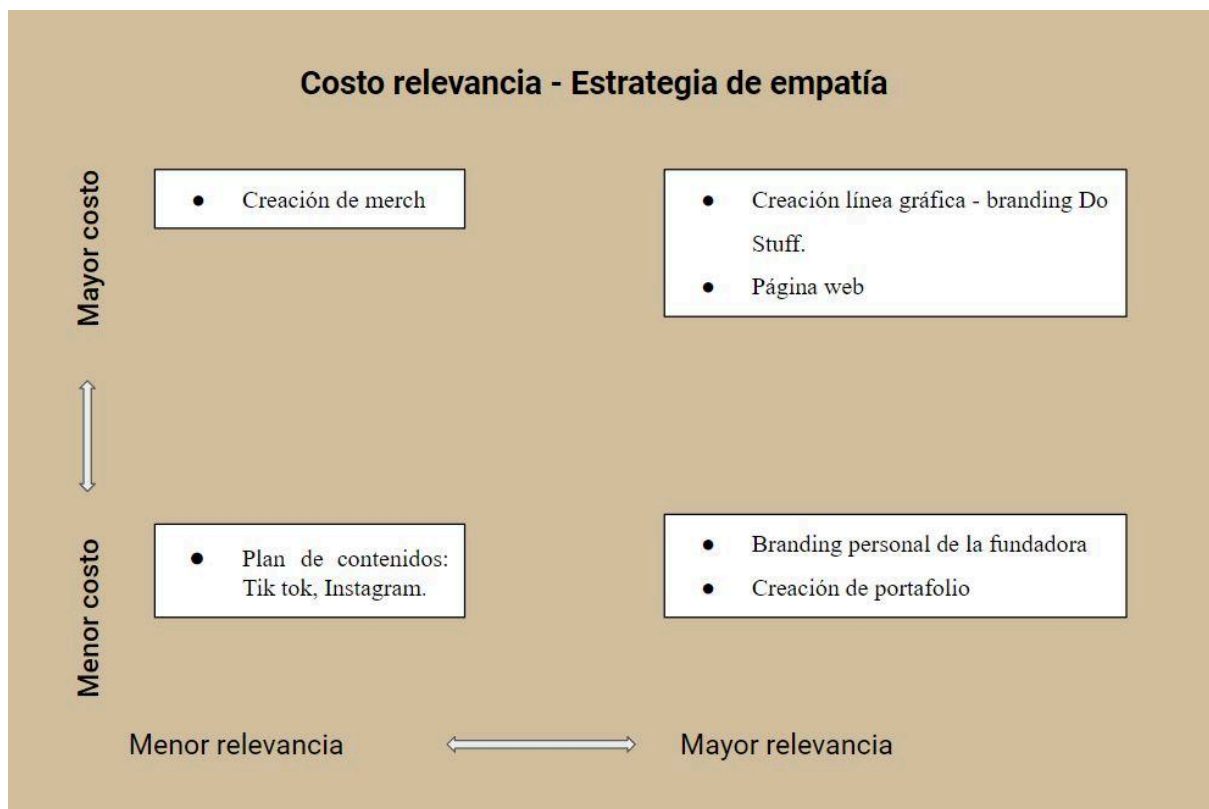 Costo relevancia - Estrategia de empatía
Mayor costo
● Creación de merch
● Creación línea gráfica - branding Do
Stuff.
● Página web
Menor costo
● Plan de contenidos:
Tik tok, Instagram.
● Branding personal de la fundadora
● Creación de portafolio
Menor relevancia
Mayor relevancia